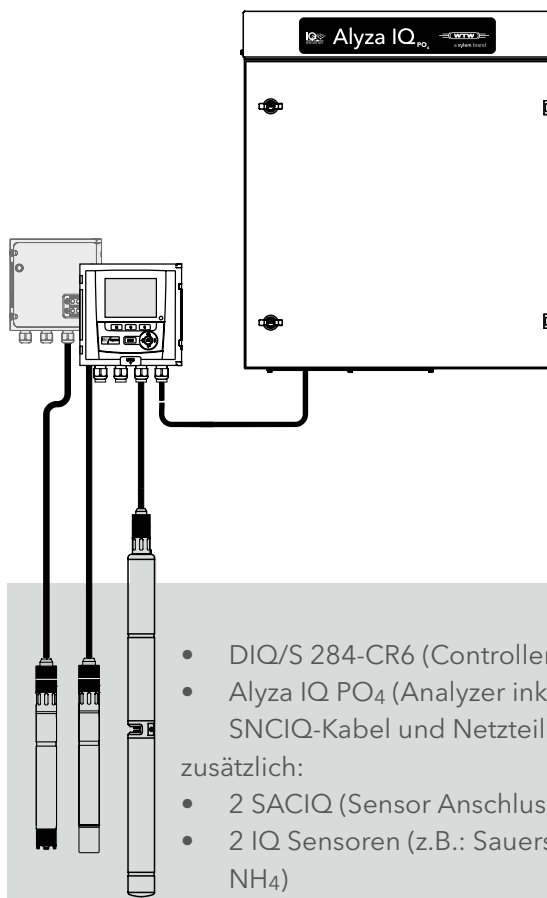 IQ Alyza IQ PO4 WTW
a xylem brand
• DIQ/S 284-CR6 (Controller
• Alyza IQ PO4 (Analyzer ink
SNCIQ-Kabel und Netzteil
zusätzlich:
• 2 SACIQ (Sensor Anschlus
• 2 IQ Sensoren (z.B.: Sauers
NH4)